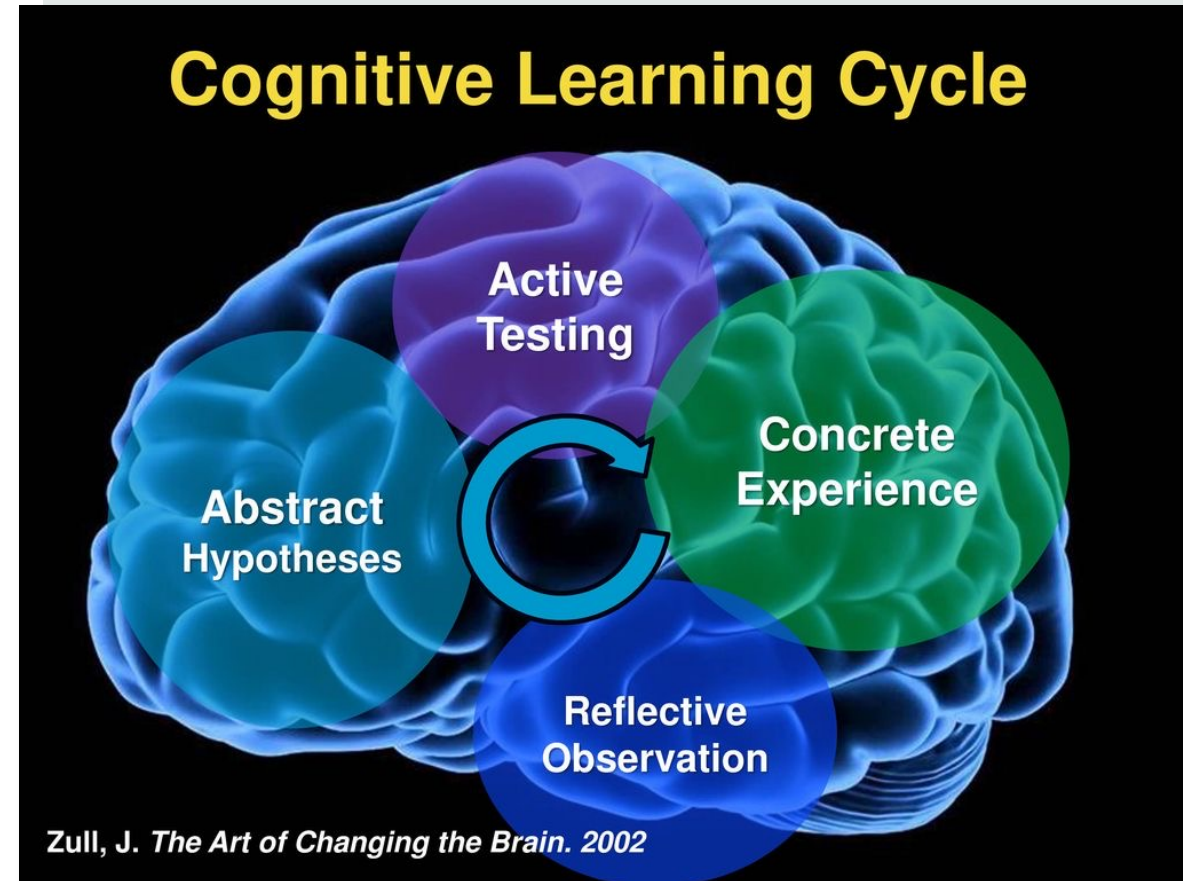 Cognitive Learning Cycle
Active
Testing
Concrete
Experience
Abstract
Hypotheses
Reflective
Observation
Zull, J. The Art of Changing the Brain. 2002